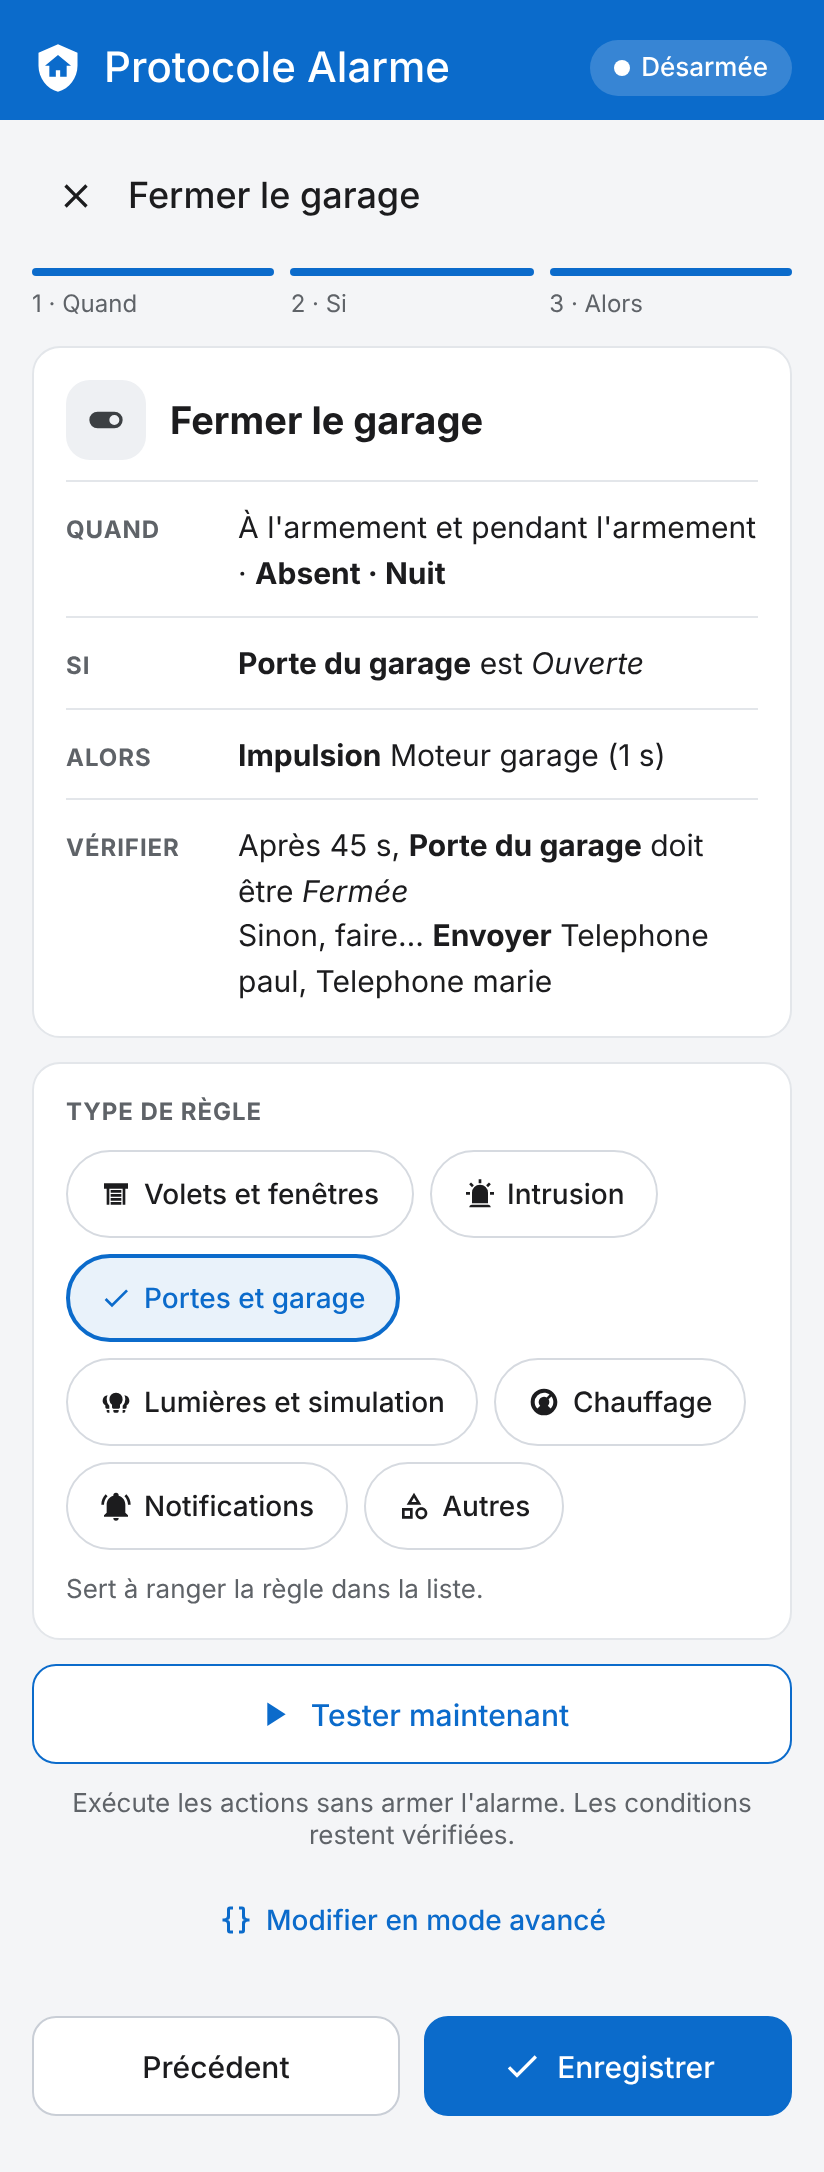 Protocole Alarme
Désarmée
Fermer le garage
1 · Quand
2 · Si
3 · Alors
Fermer le garage
QUAND
À l'armement et pendant l'armement
· Absent · Nuit
SI
Porte du garage est Ouverte
ALORS
Impulsion Moteur garage (1 s)
VÉRIFIER
Après 45 s, Porte du garage doit
être Fermée
Sinon, faire... Envoyer Telephone
paul, Telephone marie
TYPE DE RÈGLE
Volets et fenêtres
Intrusion
Portes et garage
Lumières et simulation
Chauffage
Notifications
Autres
Sert à ranger la règle dans la liste.
Tester maintenant
Exécute les actions sans armer l'alarme. Les conditions
restent vérifiées.
{} Modifier en mode avancé
Précédent
Enregistrer